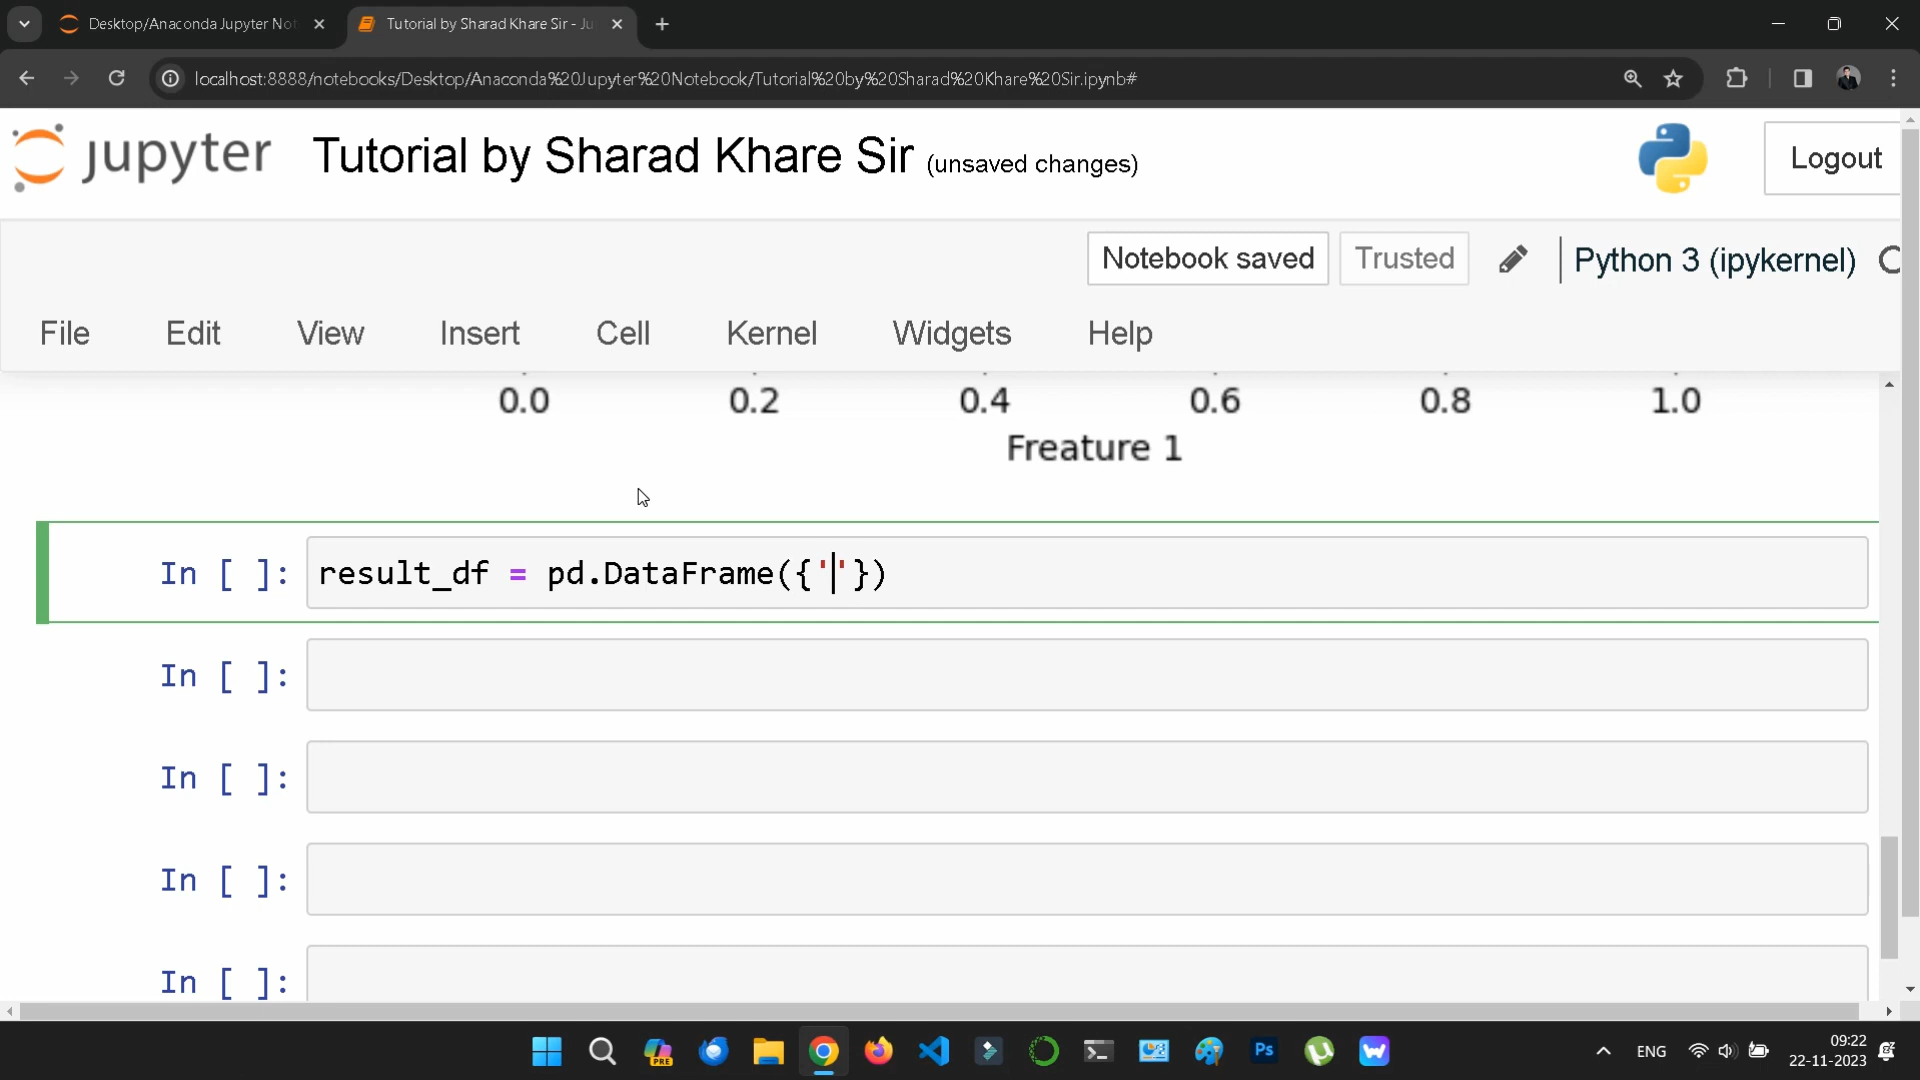 Desktop/Anaconda Jupyter Not
Tutorial by Sharad Khare Sir - Ju
localhost:8888/notebooks/Desktop/Anaconda%20Jupyter%20Notebook/Tutorial%20by%20Sharad%20Khare%20Sir.ipynb#
jupyter Tutorial by Sharad Khare Sir (unsaved changes) Logout
Notebook saved Trusted Python 3 (ipykernel)
File Edit View Insert Cell Kernel Widgets Help
0.0 0.2 0.4 0.6 0.8 1.0
Freature 1
In [ ]: result_df = pd.DataFrame({''})
In [ ]:
In [ ]:
In [ ]:
In [ ]:
PRE
Ps
ENG
09:22
22-11-2023